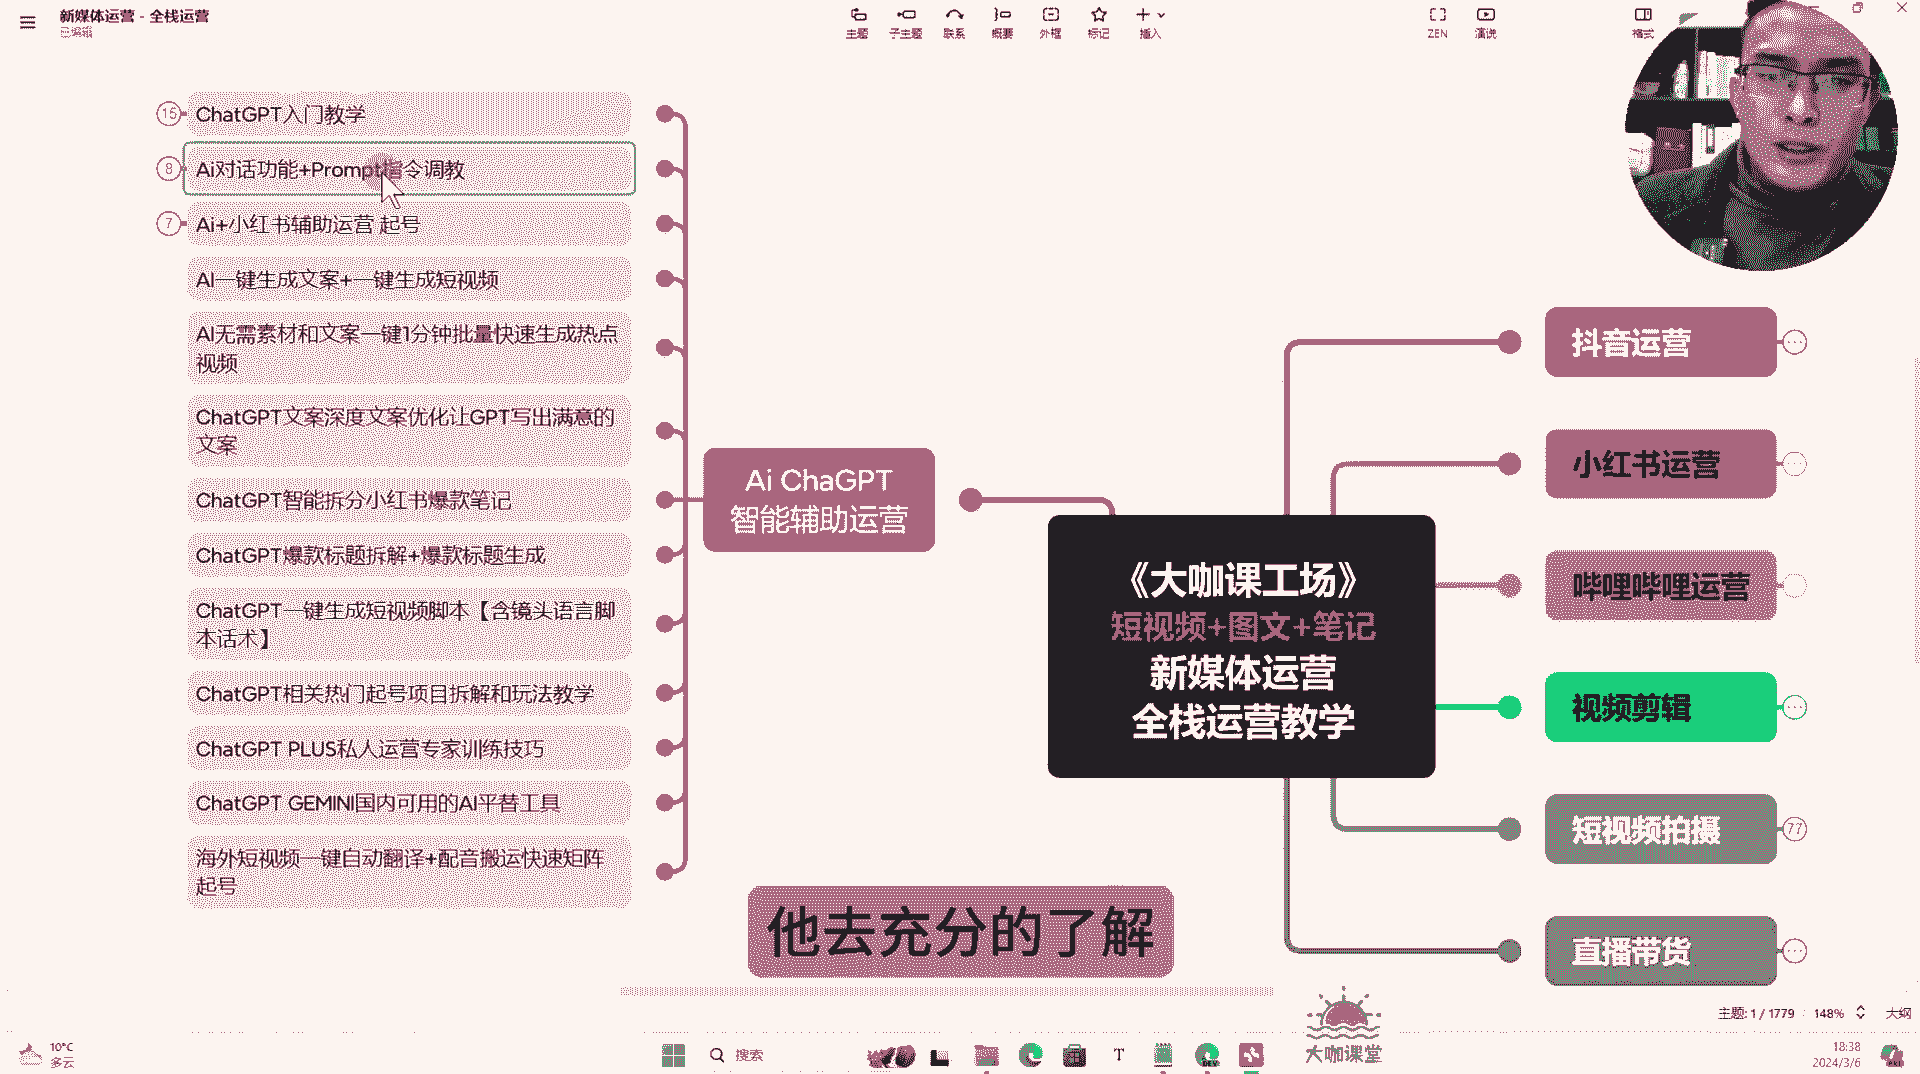 新媒体运营 - 全栈运营
已编辑
主题
子主题
联系
概要
外框
标记
插入
ZEN
演说
格式
15
ChatGPT入门教学
8
Ai对话功能+Prompt指令调教
7
Ai+小红书辅助运营 起号
AI一键生成文案+一键生成短视频
AI无需素材和文案一键1分钟批量快速生成热点
视频
ChatGPT文案深度文案优化让GPT写出满意的
文案
ChatGPT智能拆分小红书爆款笔记
ChatGPT爆款标题拆解+爆款标题生成
ChatGPT一键生成短视频脚本【含镜头语言脚
本话术】
ChatGPT相关热门起号项目拆解和玩法教学
ChatGPT PLUS私人运营专家训练技巧
ChatGPT GEMINI国内可用的AI平替工具
海外短视频一键自动翻译+配音搬运快速矩阵
起号
Ai ChaGPT
智能辅助运营
《大咖课工场》
短视频+图文+笔记
新媒体运营
全栈运营教学
抖音运营
小红书运营
哔哩哔哩运营
视频剪辑
短视频拍摄
77
直播带货
他去充分的了解
大咖课堂
主题: 1 / 1779
148%
大纲
10°C
多云
搜索
18:38
2024/3/6